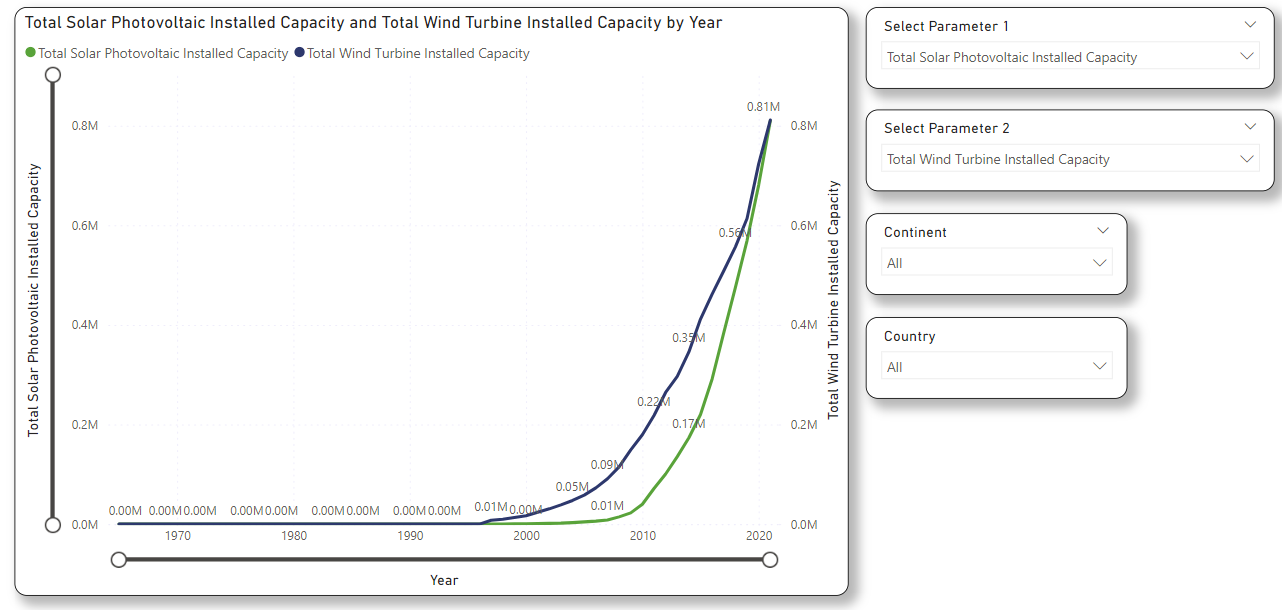 Total Solar Photovoltaic Installed Capacity and Total Wind Turbine Installed Capacity by Year
Total Solar Photovoltaic Installed Capacity Total Wind Turbine Installed Capacity
Total Solar Photovoltaic Installed Capacity
0.8M
0.6M
0.4M
0.2M
0.0M
0.81M
0.56M
0.35M
0.22M
0.17M
0.09M
0.05M
0.01M
0.00M 0.00M 0.00M 0.00M 0.00M 0.00M 0.00M 0.00M 0.00M 0.01M 0.00M
0.8M
0.6M
0.4M
0.2M
0.0M
Total Wind Turbine Installed Capacity
1970 1980 1990 2000 2010 2020
Year
Select Parameter 1
Total Solar Photovoltaic Installed Capacity
Select Parameter 2
Total Wind Turbine Installed Capacity
Continent
All
Country
All